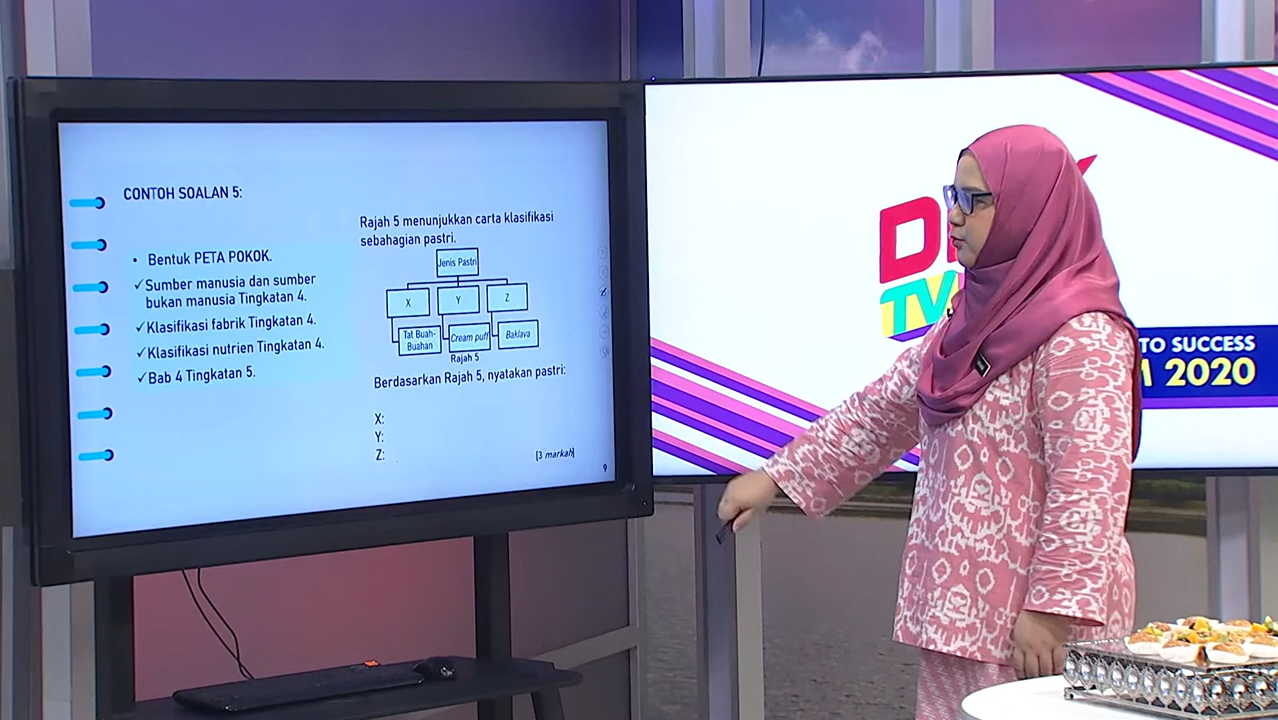 CONTOH SOALAN 5:
• Bentuk PETA POKOK.
✓Sumber manusia dan sumber
bukan manusia Tingkatan 4.
✓Klasifikasi fabrik Tingkatan 4.
✓Klasifikasi nutrien Tingkatan 4.
✓Bab 4 Tingkatan 5.
Rajah 5 menunjukkan carta klasifikasi
sebahagian pastri.
Jenis Pastri
X
Y
Z
Tat Buah-
Buahan
Cream puff
Baklava
Rajah 5
Berdasarkan Rajah 5, nyatakan pastri:
X:
Y:
Z:
[3 markah]
9
TV
TO SUCCESS
2020